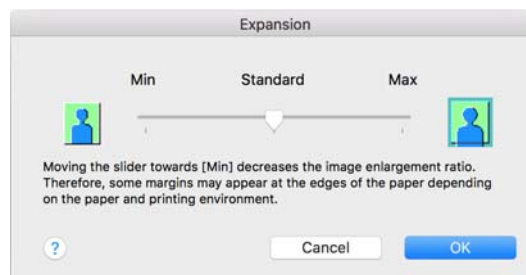 Expansion
Min Standard Max
Moving the slider towards [Min] decreases the image enlargement ratio.
Therefore, some margins may appear at the edges of the paper depending
on the paper and printing environment.
? Cancel OK